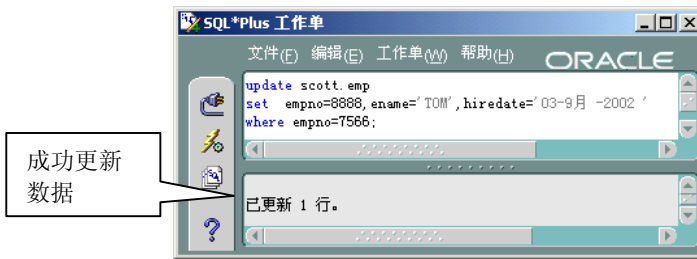 SQL*Plus 工作单
文件(F) 编辑(E) 工作单(W) 帮助(H) ORACLE
update scott.emp
set empno=8888,ename='TOM',hiredate='03-9月 -2002 '
where empno=7566;
成功更新
数据
已更新 1 行。